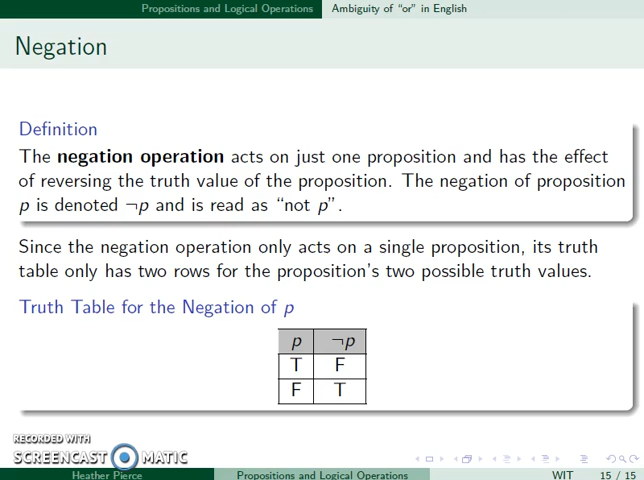 Propositions and Logical Operations Ambiguity of “or” in English
Negation
Definition
The negation operation acts on just one proposition and has the effect
of reversing the truth value of the proposition. The negation of proposition
p is denoted ¬p and is read as “not p”.
Since the negation operation only acts on a single proposition, its truth
table only has two rows for the proposition’s two possible truth values.
Truth Table for the Negation of p
p ¬p
T F
F T
RECORDED WITH
SCREENCAST MATIC
Heather Pierce Propositions and Logical Operations WIT 15 / 15